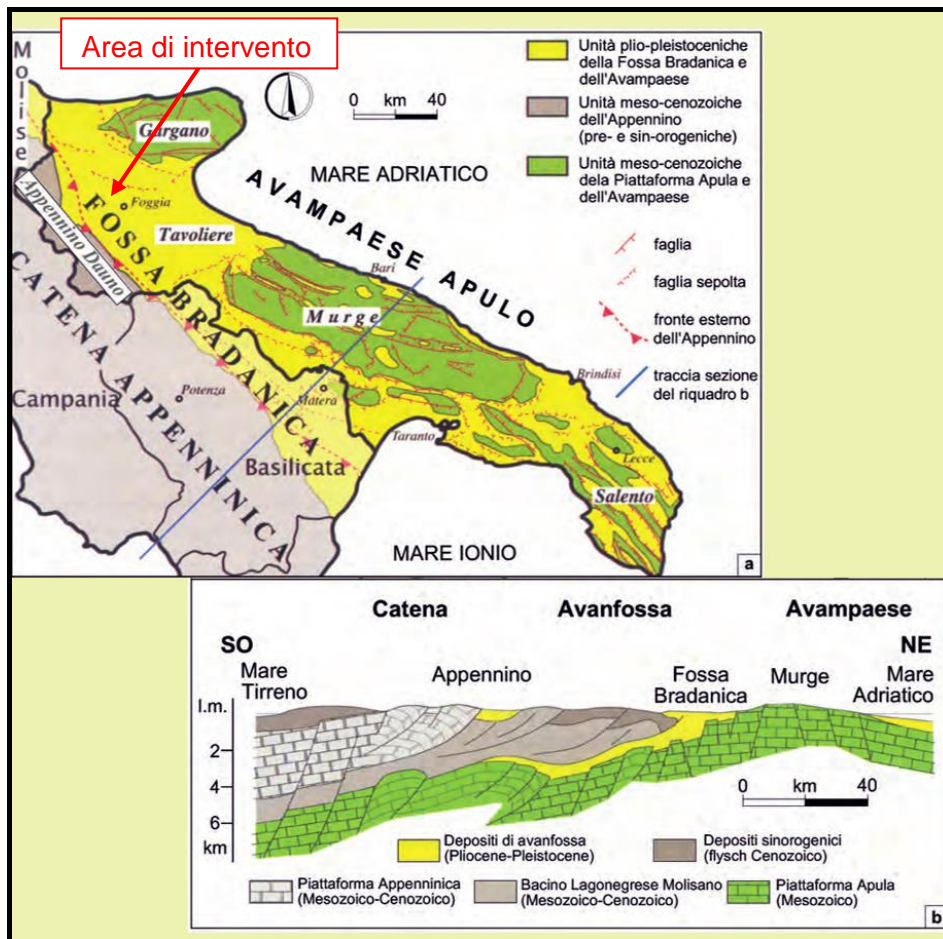 Area di intervento
Molise
Gargano
0 km 40
MARE ADRIATICO
Unità plio-pleistoceniche
della Fossa Bradanica e
dell'Avampaese
Unità meso-cenozoiche
dell'Appennino
(pre- e sin-orogeniche)
Unità meso-cenozoiche
dela Piattaforma Apula e
dell'Avampaese
faglia
faglia sepolta
fronte esterno
dell'Appennino
traccia sezione
del riquadro b
Foggia
Appennino Dauno
FOSSA BRADANICA
Tavoliere
AVAMPAESE APULO
CATENA APPENNINICA
Bari
Murge
Brindisi
Campania
Potenza
Matera
Taranto
Basilicata
Lecce
Salento
MARE IONIO
a
Catena Avanfossa Avampaese
SO NE
Mare
Tirreno
Appennino
Fossa
Bradanica
Murge
Mare
Adriatico
l.m.
2
4
6
km
0 km 40
Depositi di avanfossa
(Pliocene-Pleistocene)
Depositi sinorogenici
(flysch Cenozoico)
Piattaforma Appenninica
(Mesozoico-Cenozoico)
Bacino Lagonegrese Molisano
(Mesozoico-Cenozoico)
Piattaforma Apula
(Mesozoico)
b